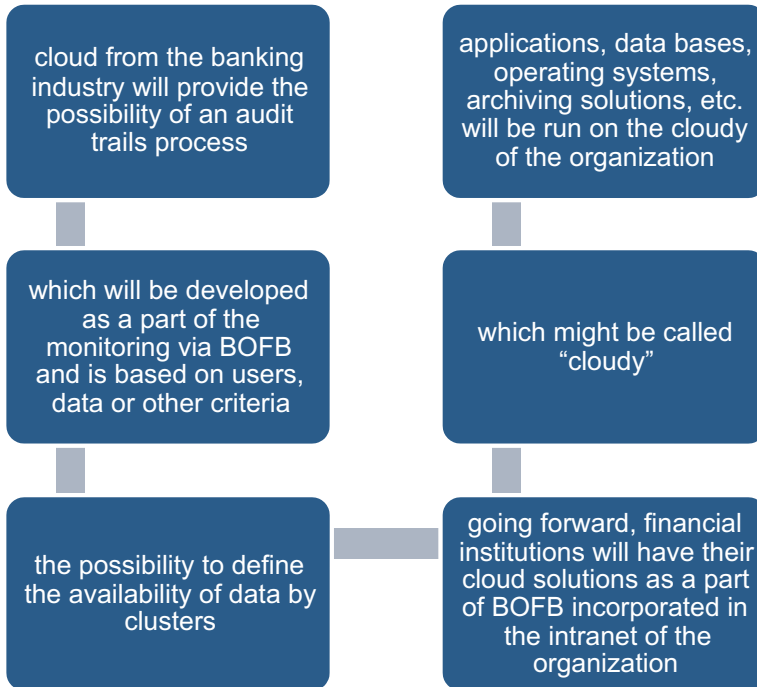 cloud from the banking
industry will provide the
possibility of an audit
trails process
which will be developed
as a part of the
monitoring via BOFB
and is based on users,
data or other criteria
the possibility to define
the availability of data by
clusters
going forward, financial
institutions will have their
cloud solutions as a part
of BOFB incorporated in
the intranet of the
organization
which might be called
“cloudy”
applications, data bases,
operating systems,
archiving solutions, etc.
will be run on the cloudy
of the organization